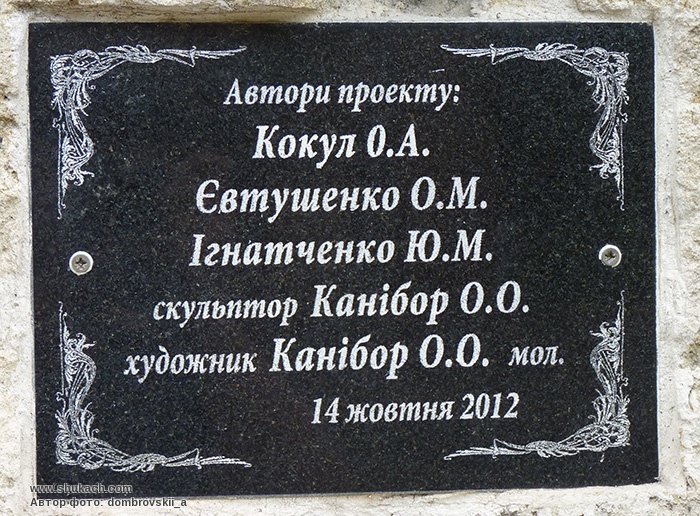 Автори проекту:
Кокул О.А.
Євтушенко О.М.
Ігнатченко Ю.М.
скульптор Канібор О.О.
художник Канібор О.О. мол.
14 жовтня 2012
www.shukach.com
Автор фото: dombrovskii_a